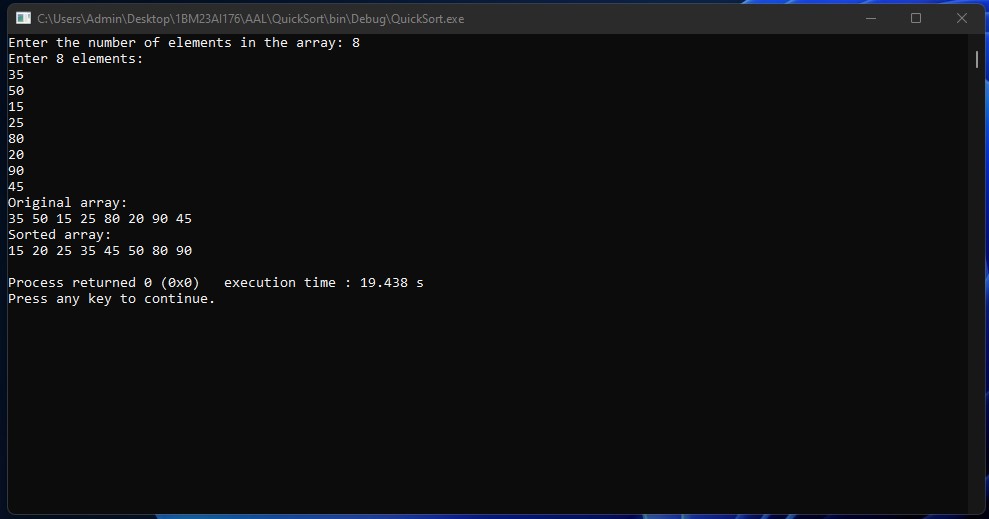 C:\Users\Admin\Desktop\1BM23AI176\AAL\QuickSort\bin\Debug\QuickSort.exe
Enter the number of elements in the array: 8
Enter 8 elements:
35
50
15
25
80
20
90
45
Original array:
35 50 15 25 80 20 90 45
Sorted array:
15 20 25 35 45 50 80 90
Process returned 0 (0x0)   execution time : 19.438 s
Press any key to continue.